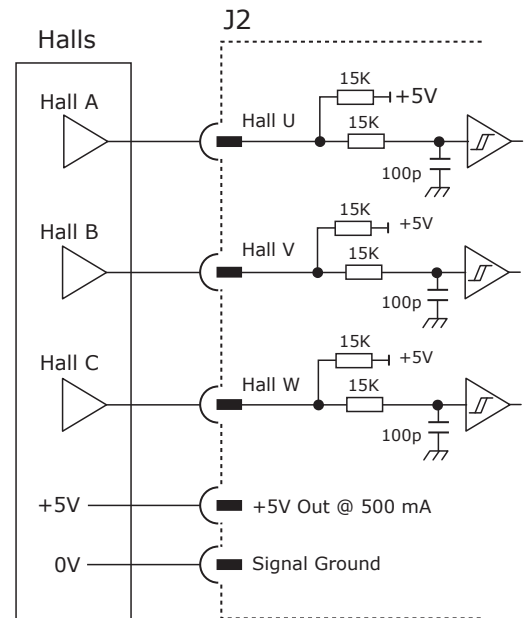 J2
Halls
Hall A
Hall U
15K
+5V
15K
100p
Hall B
Hall V
15K
+5V
15K
100p
Hall C
Hall W
15K
+5V
15K
100p
+5V
+5V Out @ 500 mA
0V
Signal Ground